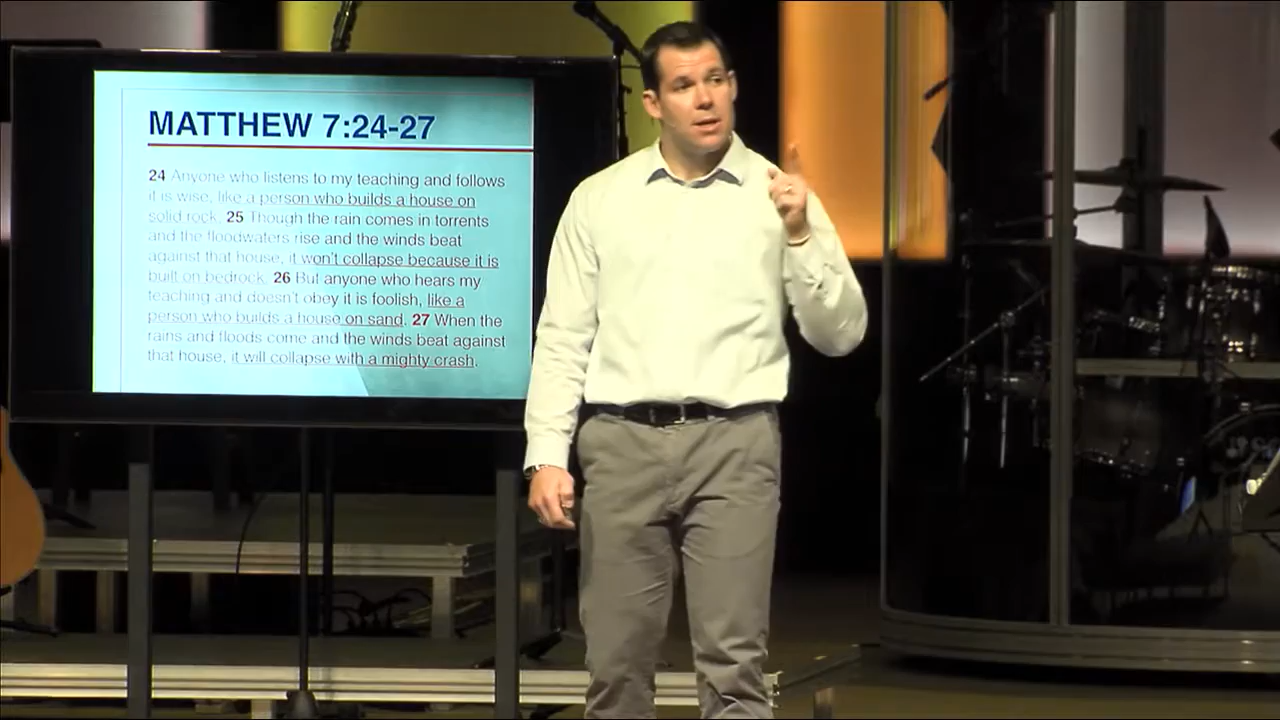 MATTHEW 7:24-27
24 Anyone who listens to my teaching and follows
it is wise, like a person who builds a house on
solid rock. 25 Though the rain comes in torrents
and the floodwaters rise and the winds beat
against that house, it won't collapse because it is
built on bedrock. 26 But anyone who hears my
teaching and doesn't obey it is foolish, like a
person who builds a house on sand. 27 When the
rains and floods come and the winds beat against
that house, it will collapse with a mighty crash.